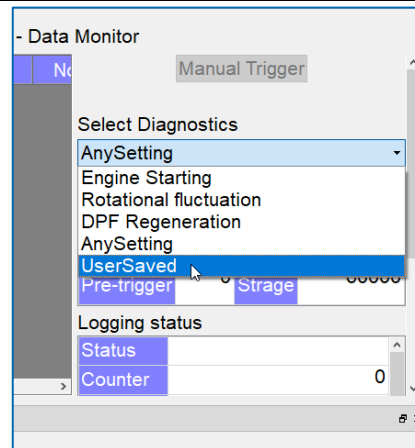 - Data Monitor
Manual Trigger
Select Diagnostics
AnySetting
Engine Starting
Rotational fluctuation
DPF Regeneration
AnySetting
UserSaved
Pre-trigger 0 Strage
Logging status
Status
Counter 0